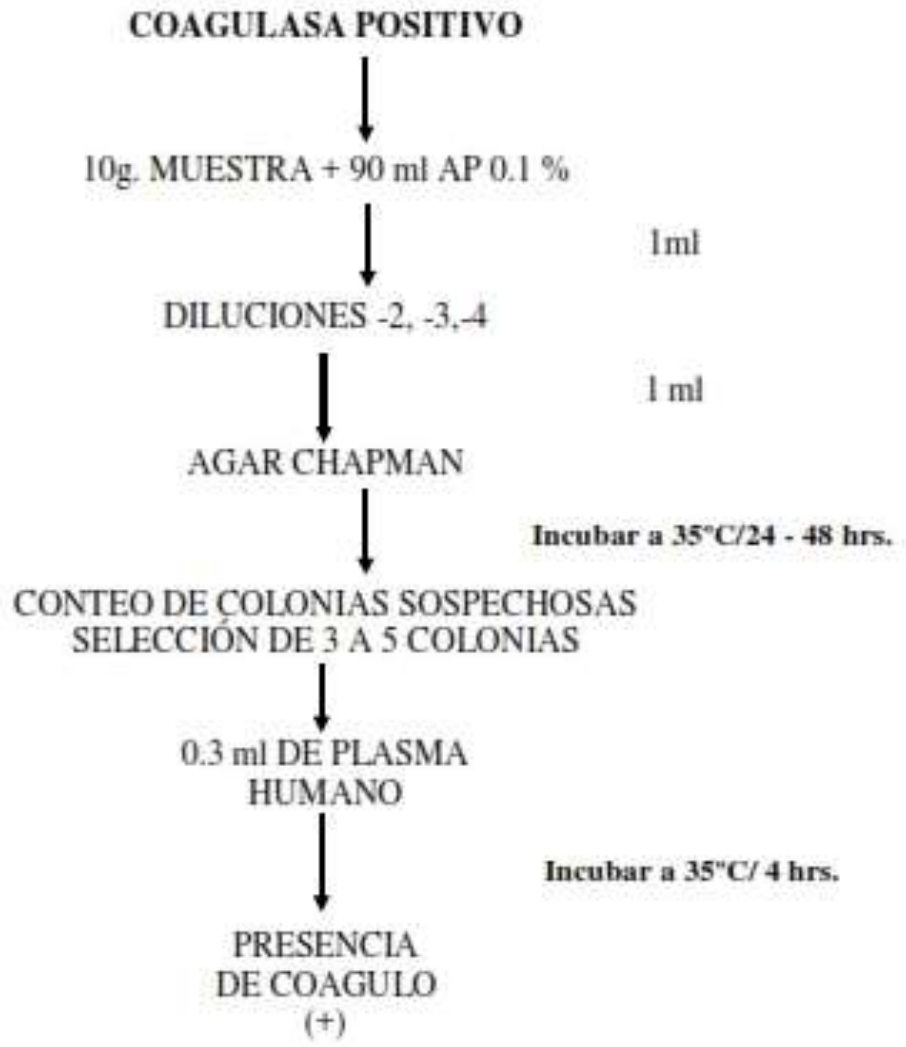 COAGULASA POSITIVO
10g. MUESTRA + 90 ml AP 0.1 %
1ml
DILUCIONES -2, -3,-4
1 ml
AGAR CHAPMAN
Incubar a 35ºC/24 - 48 hrs.
CONTEO DE COLONIAS SOSPECHOSAS
SELECCIÓN DE 3 A 5 COLONIAS
0.3 ml DE PLASMA
HUMANO
Incubar a 35ºC/ 4 hrs.
PRESENCIA
DE COAGULO
(+)